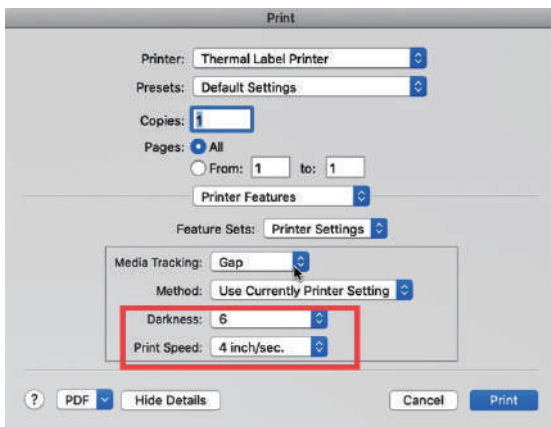 Print
Printer: Thermal Label Printer
Presets: Default Settings
Copies: 1
Pages: All
From: 1 to: 1
Printer Features
Feature Sets: Printer Settings
Media Tracking: Gap
Method: Use Currently Printer Setting
Darkness: 6
Print Speed: 4 inch/sec.
? PDF Hide Details Cancel Print